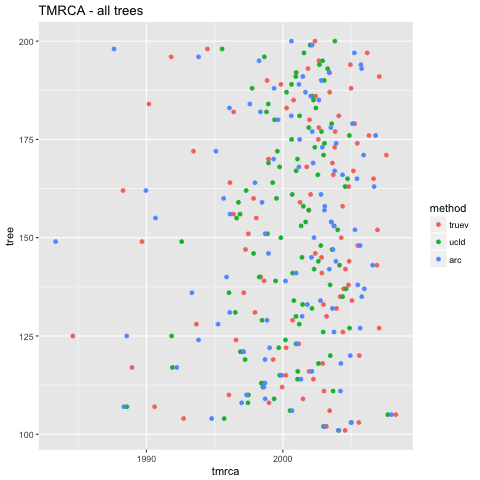 TMRCA - all trees
200
175
150
125
100
tree
1990
2000
tmrca
method
truev
ucld
arc